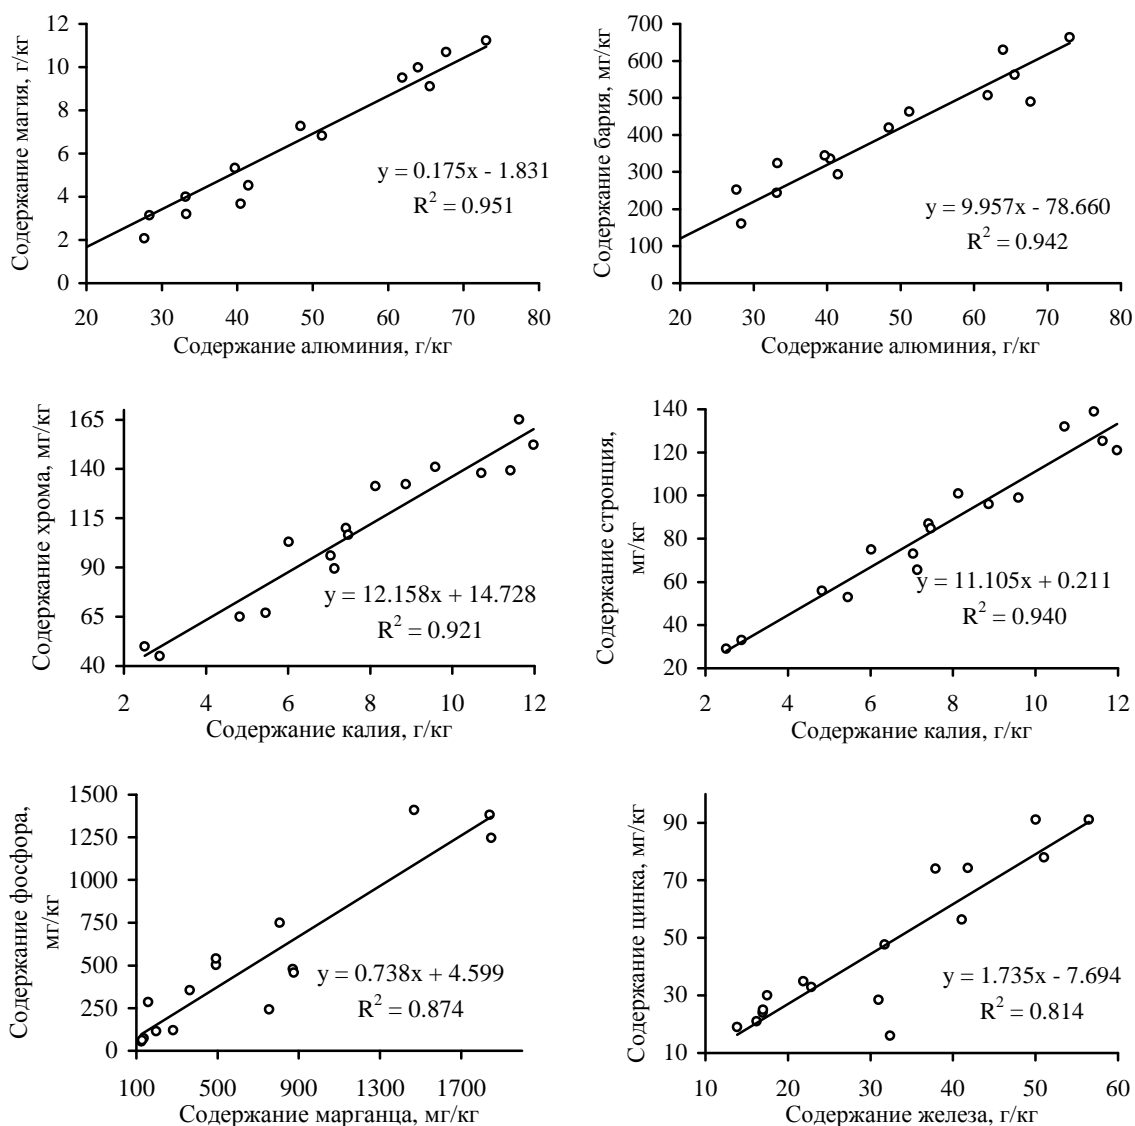 12
10
8
6
4
2
0
Содержание магия, г/кг
y = 0.175x - 1.831
R² = 0.951
20 30 40 50 60 70 80
Содержание алюминия, г/кг
700
600
500
400
300
200
100
0
Содержание бария, мг/кг
y = 9.957x - 78.660
R² = 0.942
20 30 40 50 60 70 80
Содержание алюминия, г/кг
165
140
115
90
65
40
Содержание хрома, мг/кг
y = 12.158x + 14.728
R² = 0.921
2 4 6 8 10 12
Содержание калия, г/кг
140
120
100
80
60
40
20
Содержание стронция,
мг/кг
y = 11.105x + 0.211
R² = 0.940
2 4 6 8 10 12
Содержание калия, г/кг
1500
1250
1000
750
500
250
0
Содержание фосфора,
мг/кг
y = 0.738x + 4.599
R² = 0.874
100 500 900 1300 1700
Содержание марганца, мг/кг
90
70
50
30
10
Содержание цинка, мг/кг
y = 1.735x - 7.694
R² = 0.814
10 20 30 40 50 60
Содержание железа, г/кг